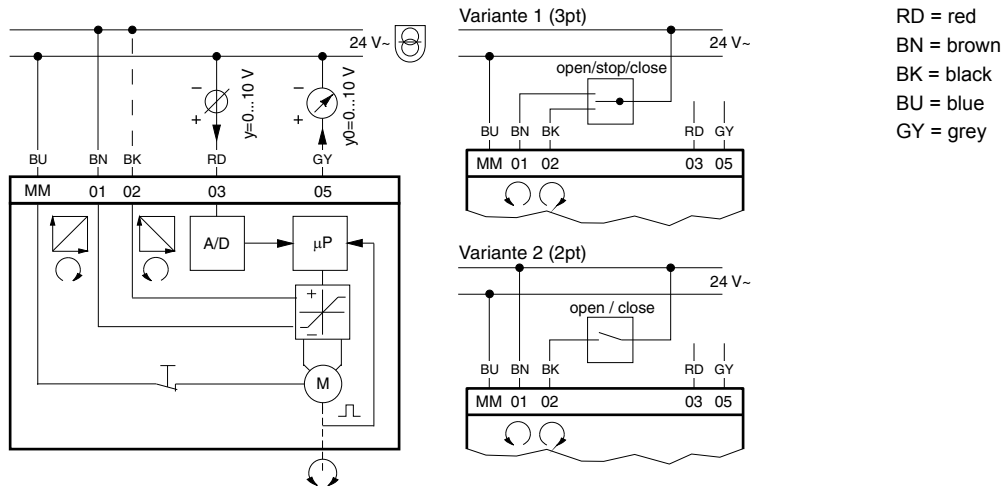 24 V~
y=0...10 V
y0=0...10 V
− −
+ +
BU BN BK RD GY
MM 01 02 03 05
A/D
µP
+
−
M
Variante 1 (3pt)
24 V~
open/stop/close
BU BN BK RD GY
MM 01 02 03 05
Variante 2 (2pt)
24 V~
open / close
BU BN BK RD GY
MM 01 02 03 05
RD = red
BN = brown
BK = black
BU = blue
GY = grey